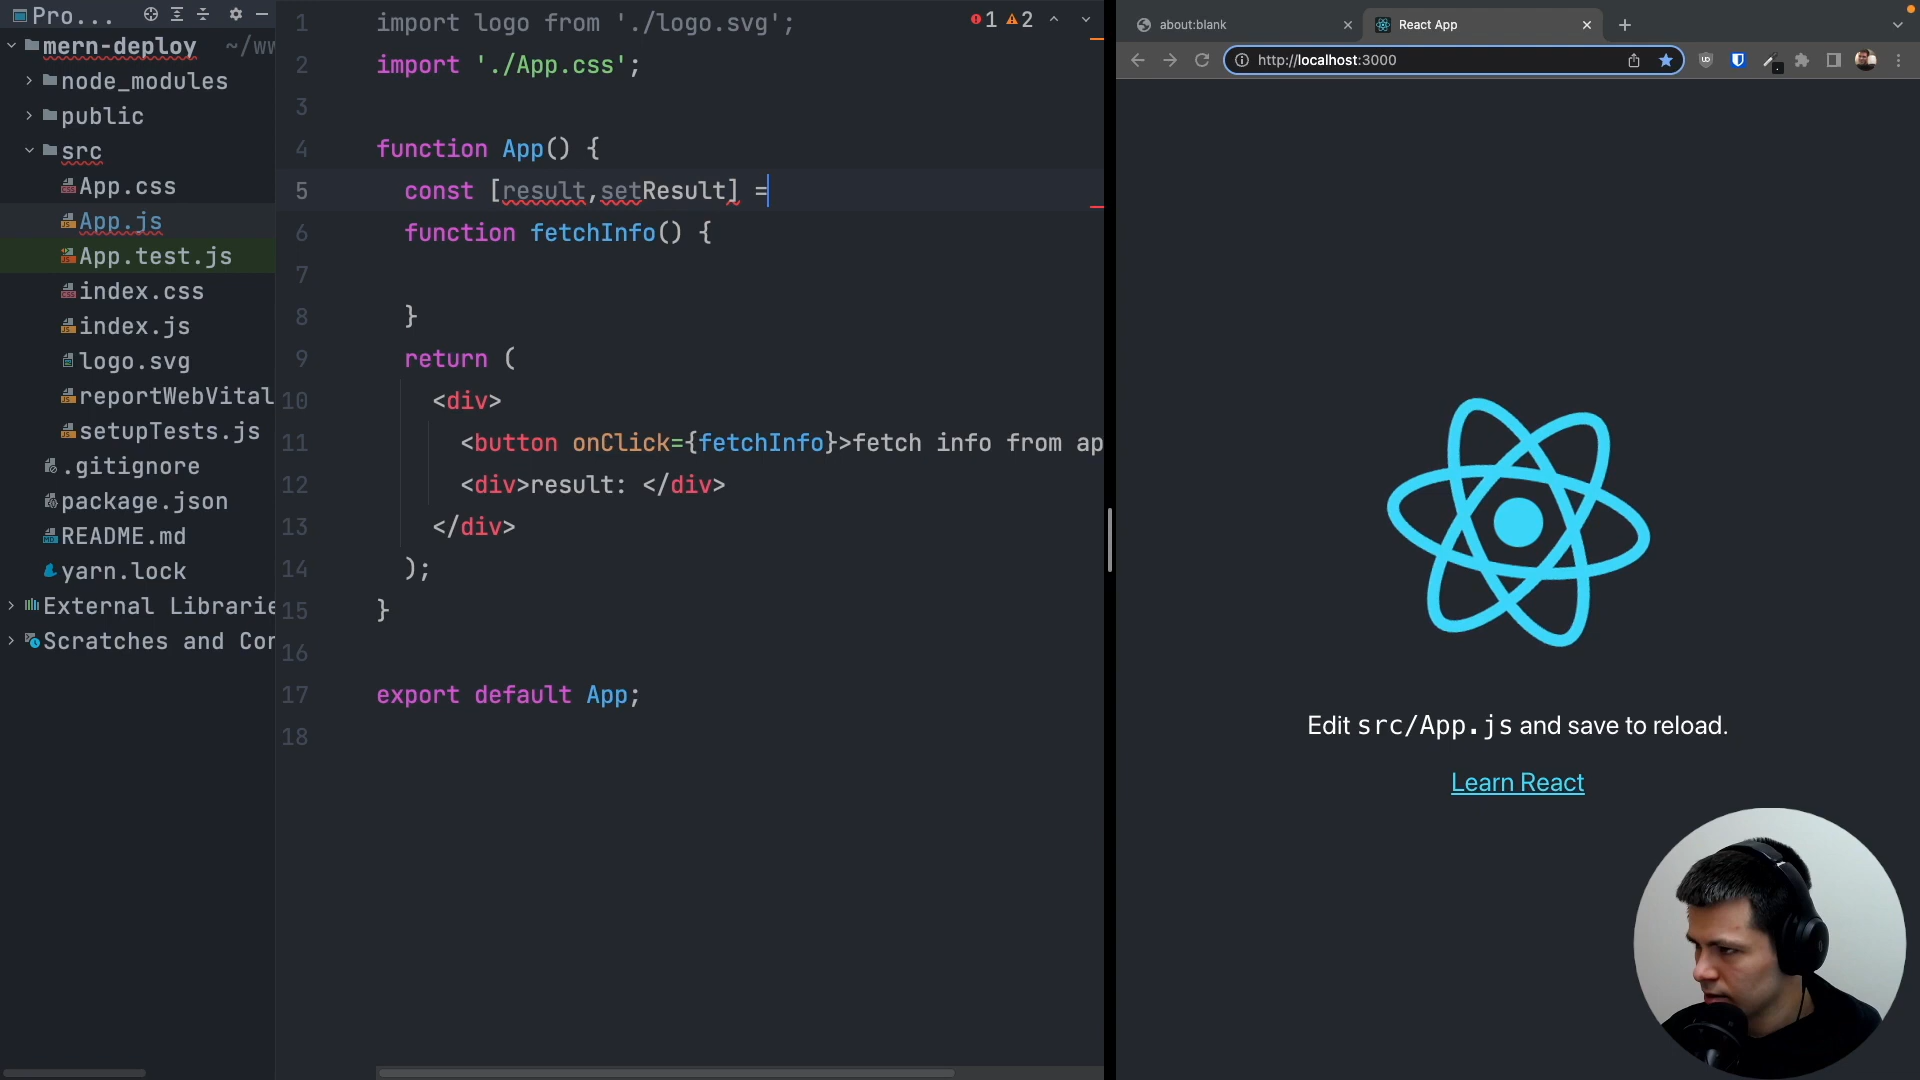 Pro...
mern-deploy ~/ww
node_modules
public
src
App.css
App.js
App.test.js
index.css
index.js
logo.svg
reportWebVital
setupTests.js
.gitignore
package.json
README.md
yarn.lock
External Librarie
Scratches and Cor
1 import logo from './logo.svg';
2 import './App.css';
3
4 function App() {
5 const [result,setResult] =
6 function fetchInfo() {
7
8 }
9 return (
10 <div>
11 <button onClick={fetchInfo}>fetch info from ap
12 <div>result: </div>
13 </div>
14 );
15 }
16
17 export default App;
18
1 2
about:blank
React App
http://localhost:3000
Edit src/App.js and save to reload.
Learn React